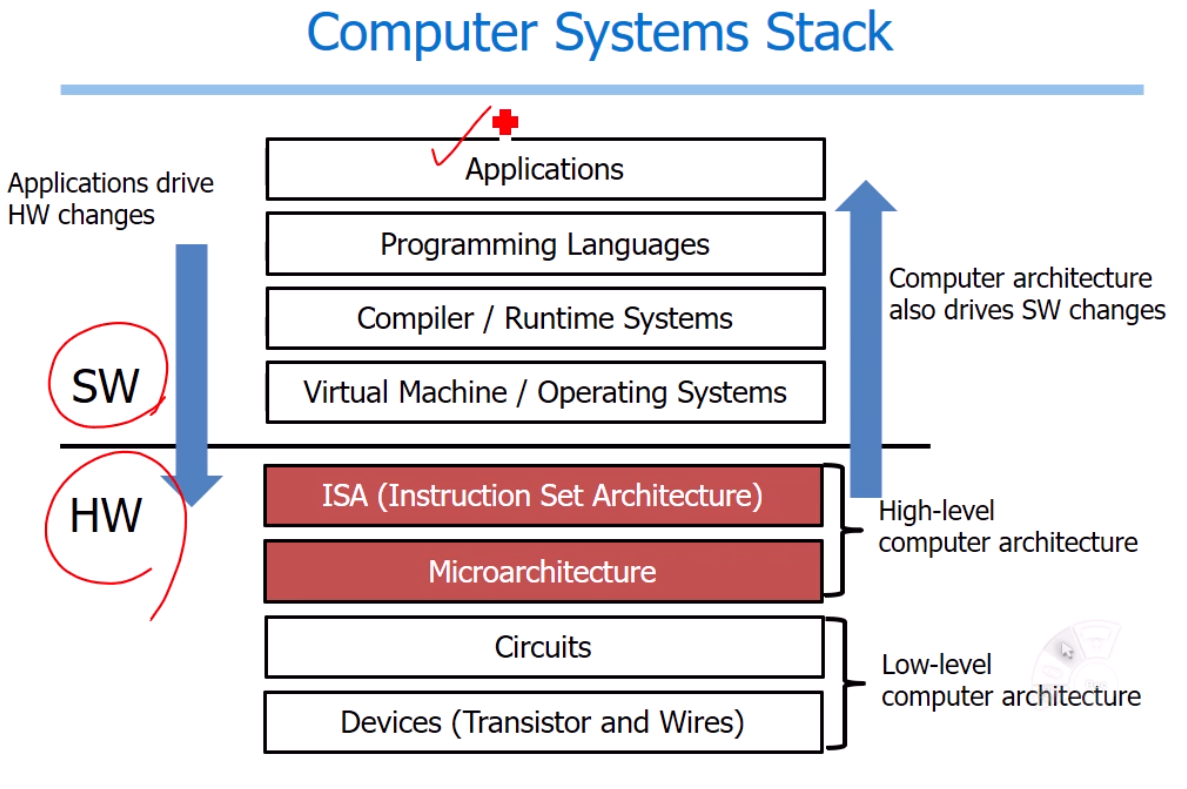 Computer Systems Stack
Applications drive
HW changes
Applications
Programming Languages
Compiler / Runtime Systems
Virtual Machine / Operating Systems
Computer architecture
also drives SW changes
SW
HW
ISA (Instruction Set Architecture)
Microarchitecture
High-level
computer architecture
Circuits
Devices (Transistor and Wires)
Low-level
computer architecture